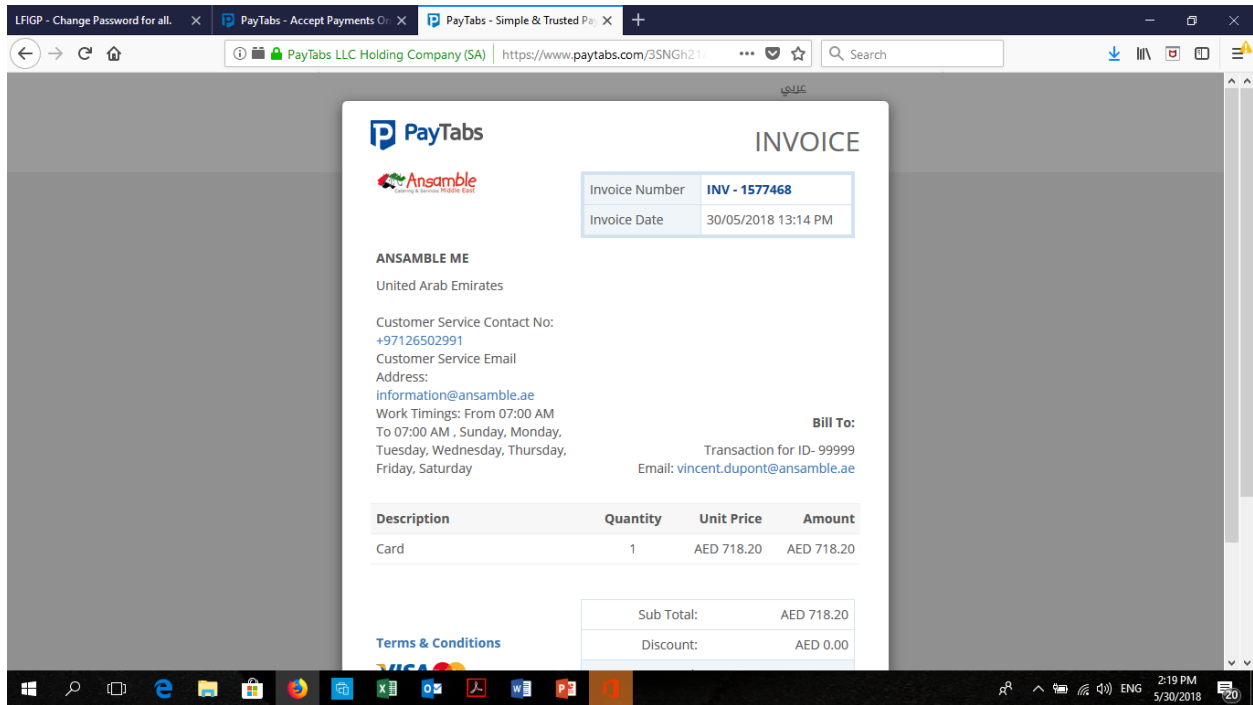 LFIGP - Change Password for all.
PayTabs - Accept Payments On
PayTabs - Simple & Trusted Pa
PayTabs LLC Holding Company (SA)
https://www.paytabs.com/3SNGh21
Search
عربي
PayTabs
INVOICE
Ansamble
Catering & Services Middle East
Invoice Number INV - 1577468
Invoice Date 30/05/2018 13:14 PM
ANSAMBLE ME
United Arab Emirates
Customer Service Contact No:
+97126502991
Customer Service Email
Address:
information@ansamble.ae
Work Timings: From 07:00 AM
To 07:00 AM , Sunday, Monday,
Tuesday, Wednesday, Thursday,
Friday, Saturday
Bill To:
Transaction for ID- 99999
Email: vincent.dupont@ansamble.ae
Description Quantity Unit Price Amount
Card 1 AED 718.20 AED 718.20
Sub Total: AED 718.20
Discount: AED 0.00
Terms & Conditions
VISA
ENG
2:19 PM
5/30/2018
20